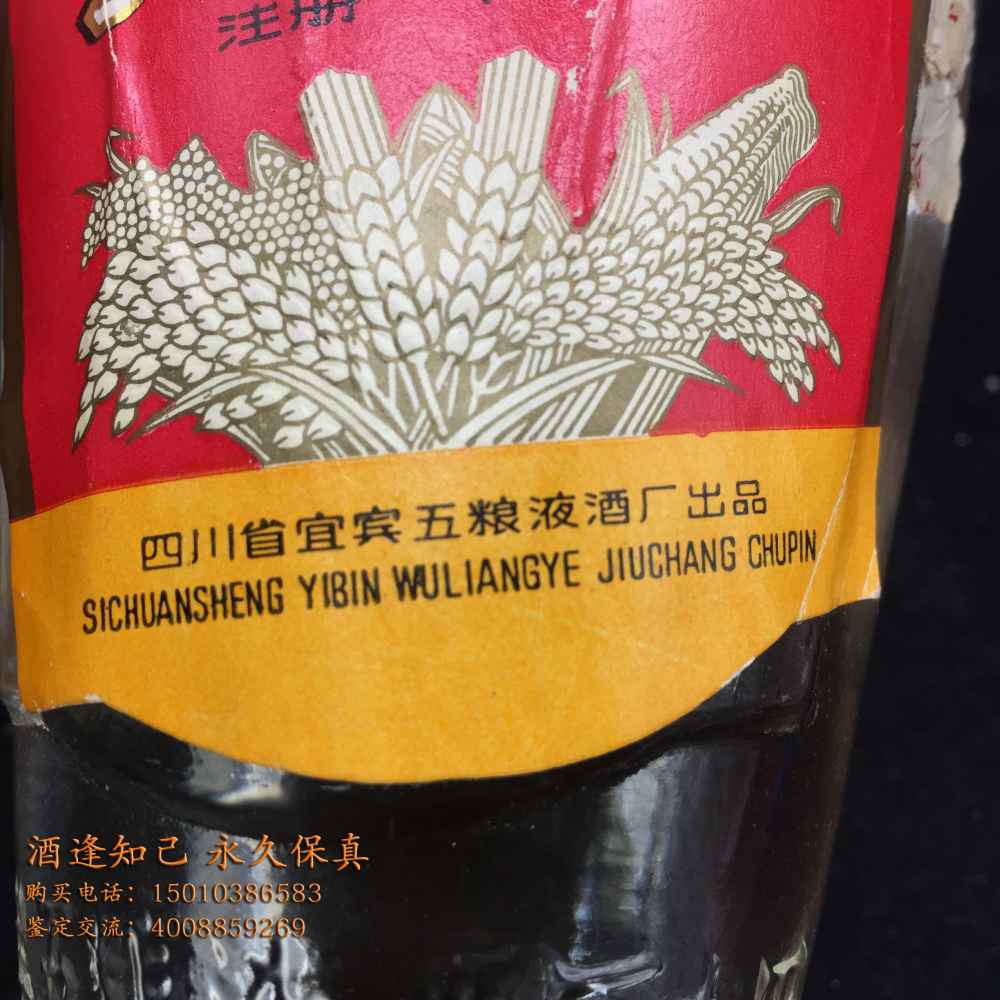 注册
四川省宜宾五粮液酒厂出品
SICHUANSHENG YIBIN WULIANGYE JIUCHANG CHUPIN
酒逢知己 永久保真
购买电话：15010386583
鉴定交流：4008859269